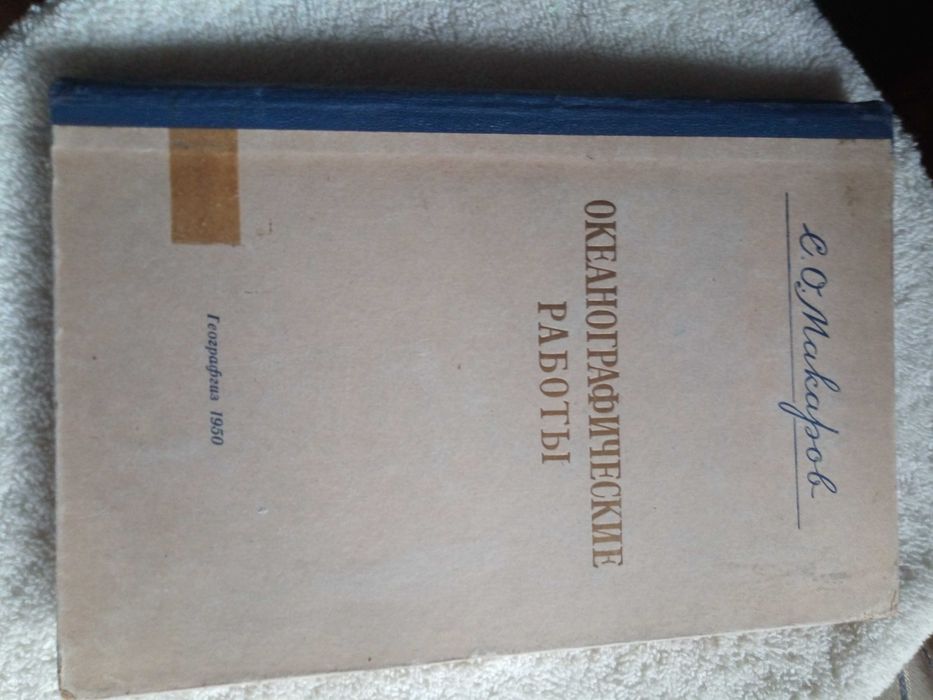 С. О. Макаров
ОКЕАНОГРАФИЧЕСКИЕ
РАБОТЫ
Географгиз 1950